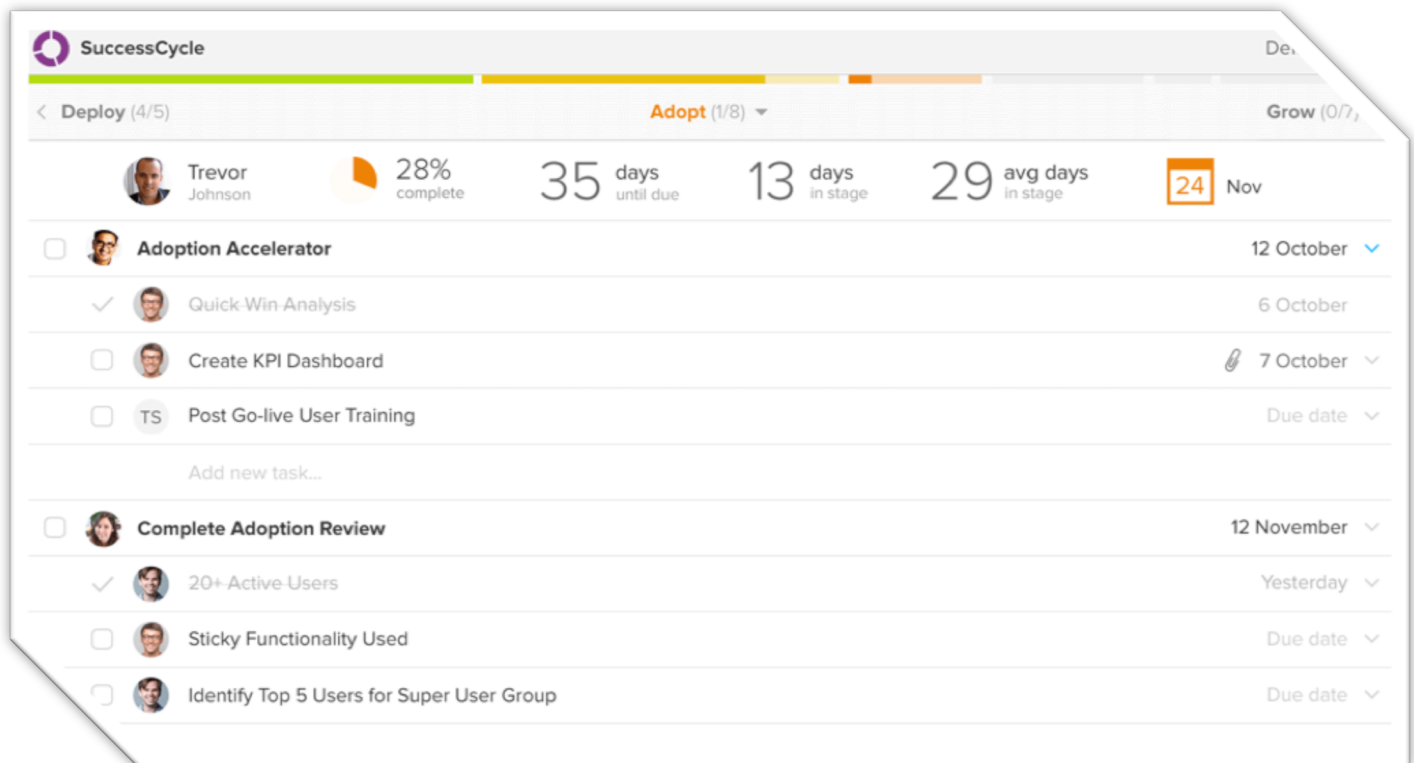 SuccessCycle
Deploy (4/5) Adopt (1/8) Grow (0/7)
Trevor 28% 35 days 13 days 29 avg days 24 Nov
Johnson complete until due in stage in stage
Adoption Accelerator 12 October
Quick Win Analysis 6 October
Create KPI Dashboard 7 October
TS Post Go-live User Training Due date
Add new task...
Complete Adoption Review 12 November
20+ Active Users Yesterday
Sticky Functionality Used Due date
Identify Top 5 Users for Super User Group Due date